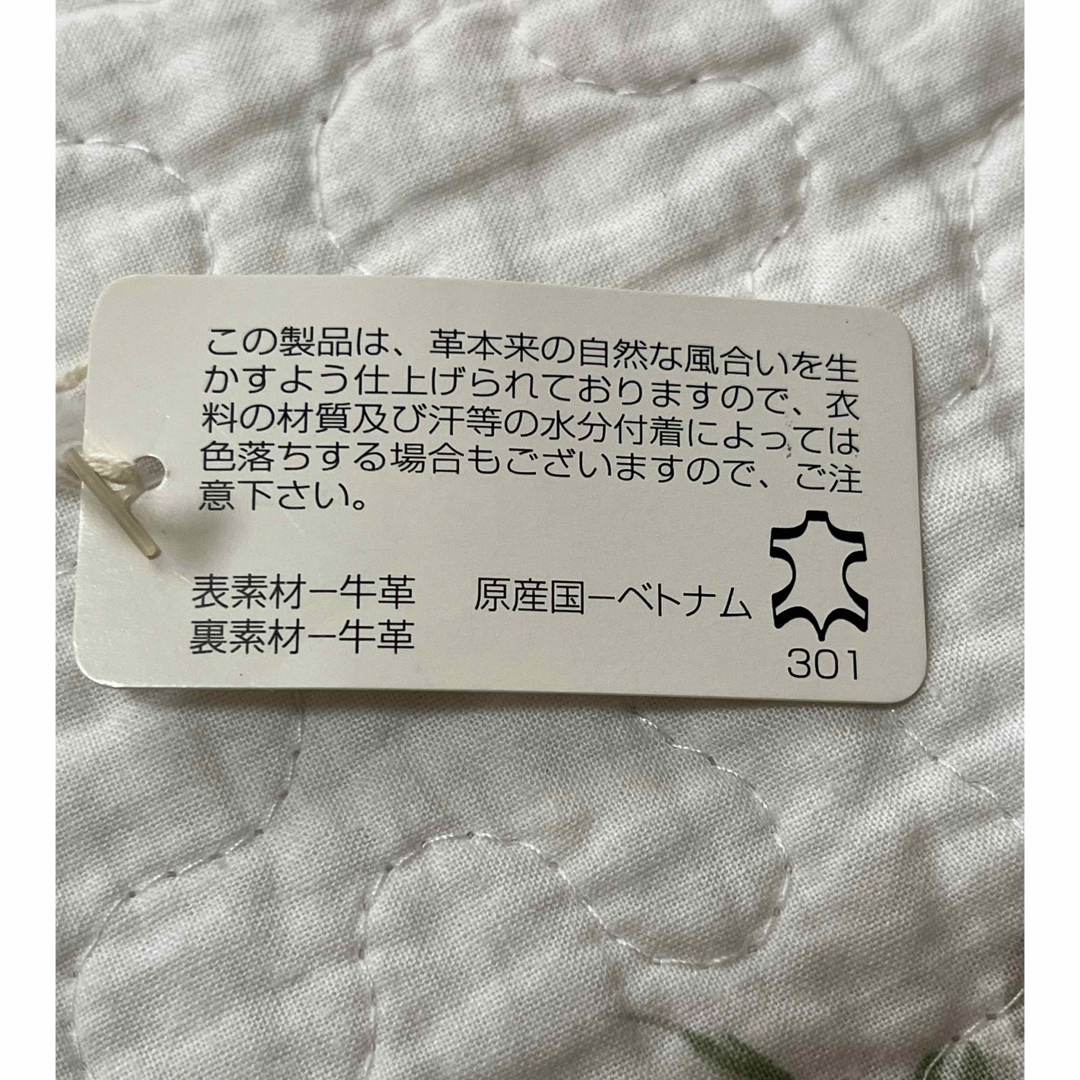 この製品は、革本来の自然な風合いを生
かすよう仕上げられておりますので、衣
料の材質及び汗等の水分付着によっては
色落ちする場合もございますので、ご注
意下さい。
表素材ー牛革 原産国ーベトナム
裏素材ー牛革
301